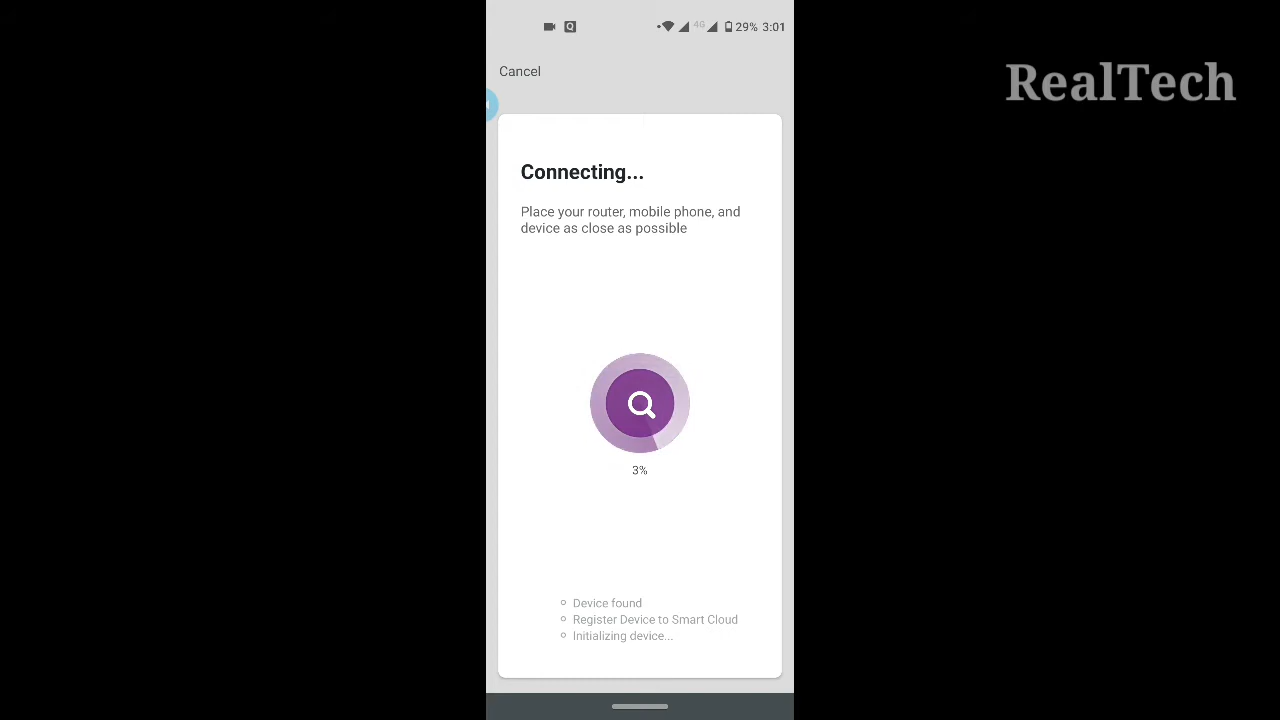 4G 29% 3:01
Cancel
RealTech
Connecting...
Place your router, mobile phone, and
device as close as possible
3%
Device found
Register Device to Smart Cloud
Initializing device...